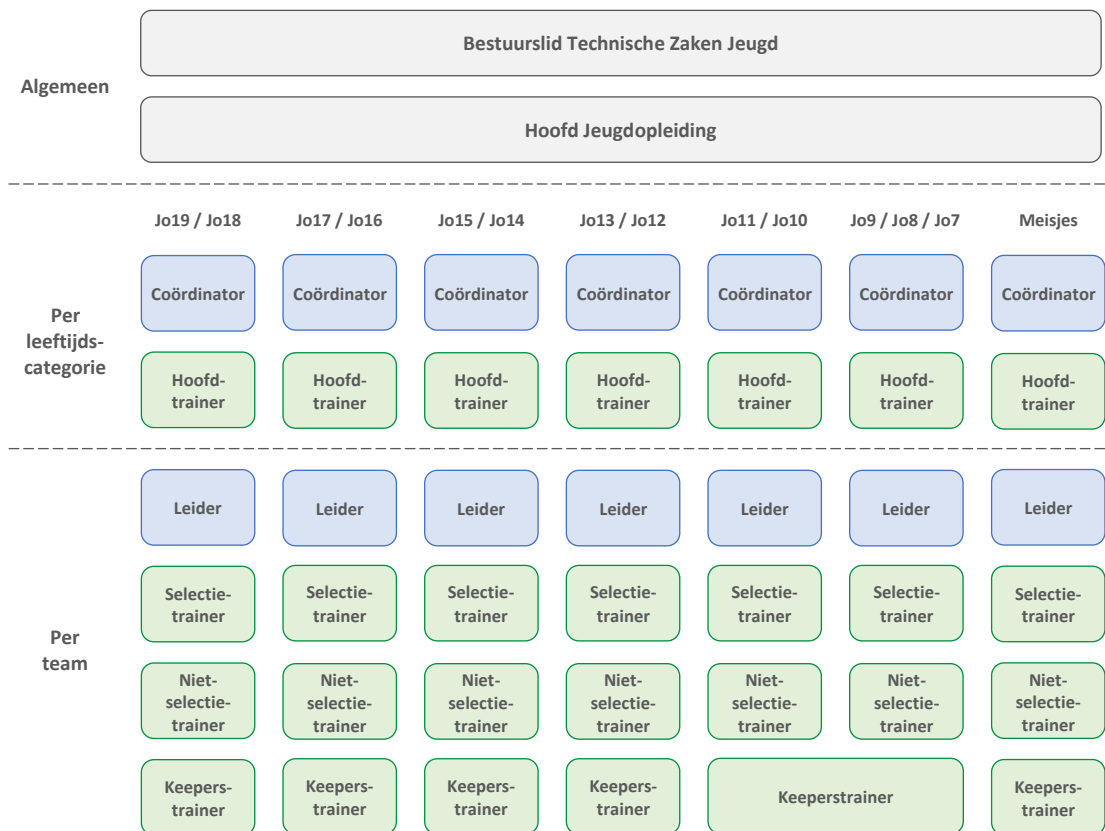 Bestuurslid Technische Zaken Jeugd
Algemeen
Hoofd Jeugdopleiding
Jo19 / Jo18
Jo17 / Jo16
Jo15 / Jo14
Jo13 / Jo12
Jo11 / Jo10
Jo9 / Jo8 / Jo7
Meisjes
Per
leeftijds-
categorie
Coördinator
Coördinator
Coördinator
Coördinator
Coördinator
Coördinator
Coördinator
Hoofd-
trainer
Hoofd-
trainer
Hoofd-
trainer
Hoofd-
trainer
Hoofd-
trainer
Hoofd-
trainer
Hoofd-
trainer
Per
team
Leider
Leider
Leider
Leider
Leider
Leider
Leider
Selectie-
trainer
Selectie-
trainer
Selectie-
trainer
Selectie-
trainer
Selectie-
trainer
Selectie-
trainer
Selectie-
trainer
Niet-
selectie-
trainer
Niet-
selectie-
trainer
Niet-
selectie-
trainer
Niet-
selectie-
trainer
Niet-
selectie-
trainer
Niet-
selectie-
trainer
Niet-
selectie-
trainer
Keepers-
trainer
Keepers-
trainer
Keepers-
trainer
Keepers-
trainer
Keeperstrainer
Keepers-
trainer